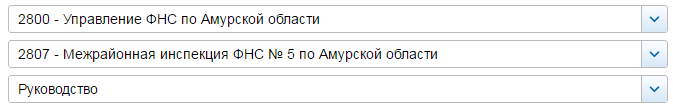 2800 - Управление ФНС по Амурской области
2807 - Межрайонная инспекция ФНС № 5 по Амурской области
Руководство